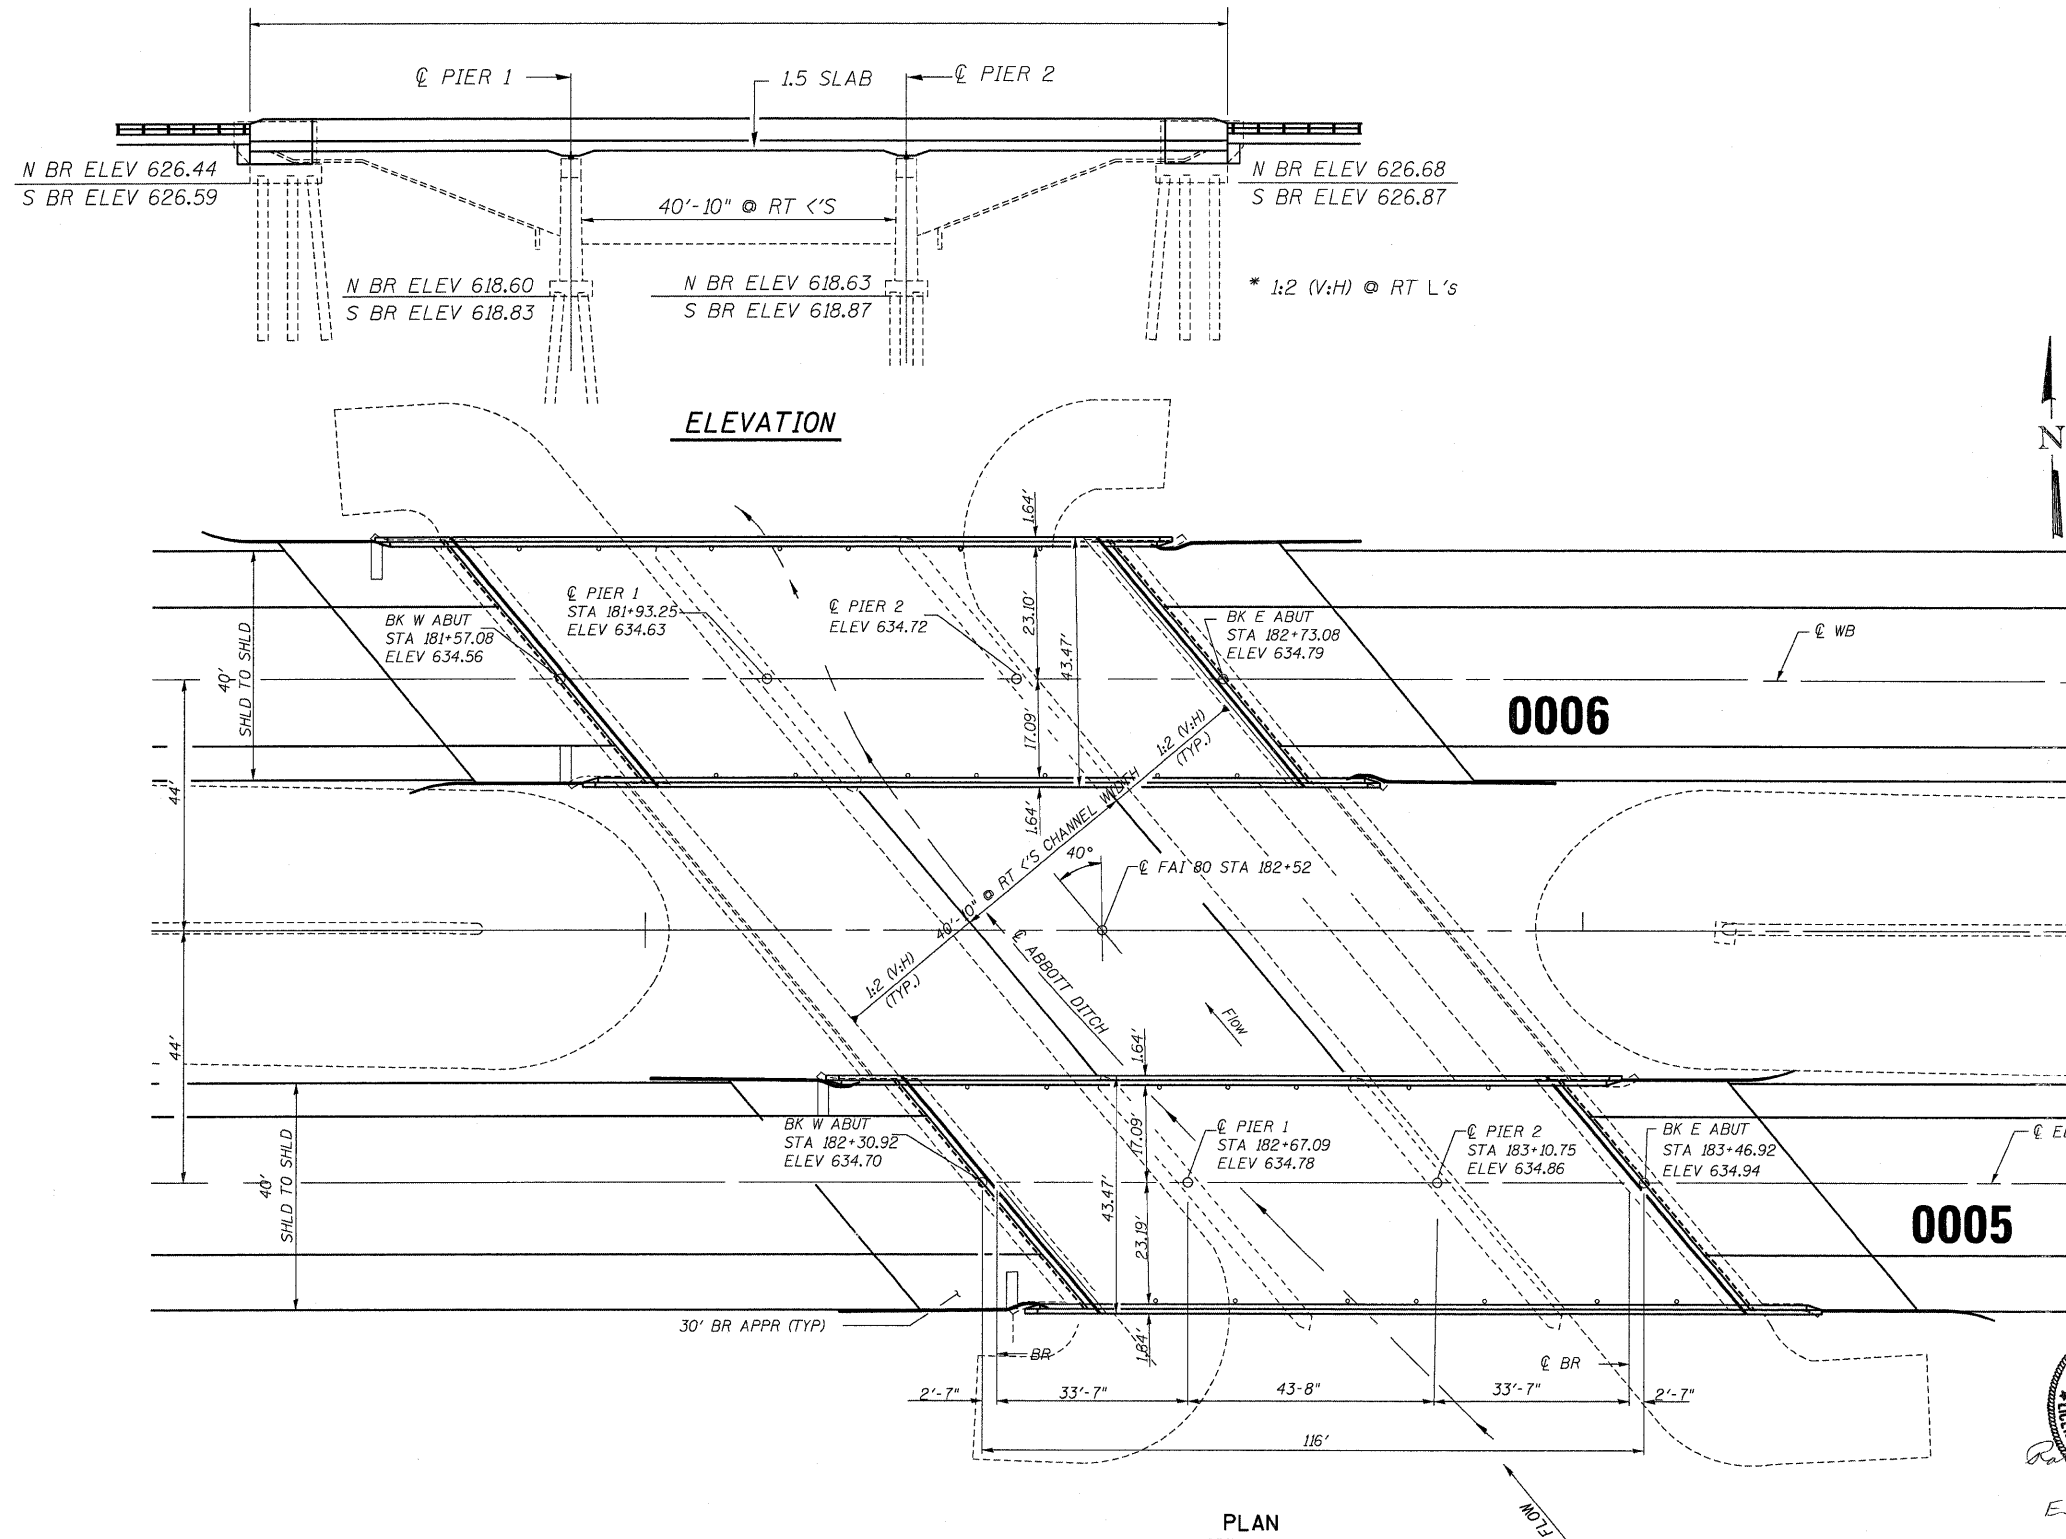 ℄ PIER 1
1.5 SLAB
℄ PIER 2
N BR ELEV 626.44
S BR ELEV 626.59
N BR ELEV 626.68
S BR ELEV 626.87
40'-10" @ RT <'S
N BR ELEV 618.60
S BR ELEV 618.83
N BR ELEV 618.63
S BR ELEV 618.87
* 1:2 (V:H) @ RT L's
ELEVATION
N
1.64'
BK W ABUT
STA 181+57.08
ELEV 634.56
℄ PIER 1
STA 181+93.25
ELEV 634.63
℄ PIER 2
ELEV 634.72
23.10'
43.47'
BK E ABUT
STA 182+73.08
ELEV 634.79
℄ WB
40'
SHLD TO SHLD
0006
17.09'
1:2 (V:H)
(TYP.)
44'
1.64'
40'-10" @ RT <'S CHANNEL WIDTH
40°
℄ FAI 80 STA 182+52
1:2 (V:H)
(TYP.)
℄ ABBOTT DITCH
Flow
44'
1.64'
40'
SHLD TO SHLD
BK W ABUT
STA 182+30.92
ELEV 634.70
17.09'
43.47'
℄ PIER 1
STA 182+67.09
ELEV 634.78
℄ PIER 2
STA 183+10.75
ELEV 634.86
BK E ABUT
STA 183+46.92
ELEV 634.94
0005
23.19'
30' BR APPR (TYP)
1.84'
BR
℄ BR
2'-7"
33'-7"
43-8"
33'-7"
2'-7"
116'
FLOW
PLAN